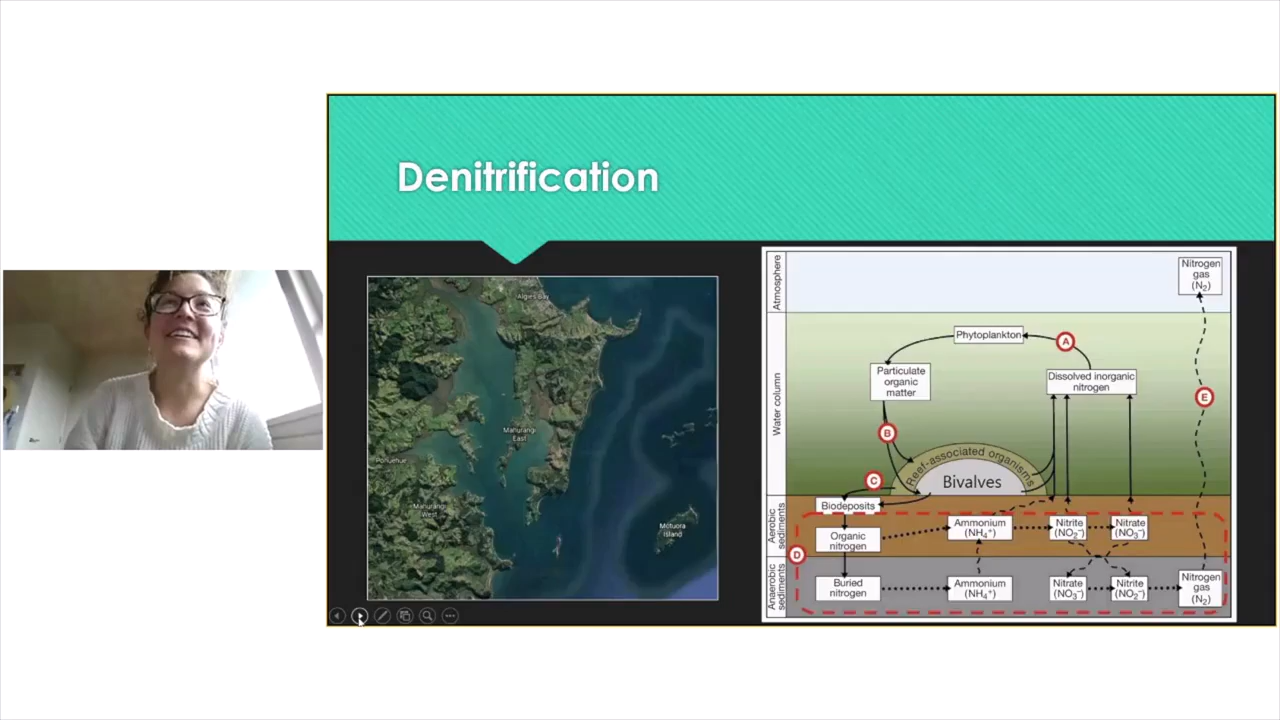 Denitrification
Algies Bay
Mahurangi
East
Pohuehue
Mahurangi
West
Motuora
Island
Atmosphere
Nitrogen
gas
(N₂)
Water column
Phytoplankton
A
Particulate
organic
matter
Dissolved inorganic
nitrogen
E
B
Reef-associated organisms
C
Bivalves
Biodeposits
Aerobic
sediments
Ammonium
(NH₄⁺)
Nitrite
(NO₂⁻)
Nitrate
(NO₃⁻)
Organic
nitrogen
D
Anaerobic
sediments
Buried
nitrogen
Ammonium
(NH₄⁺)
Nitrate
(NO₃⁻)
Nitrite
(NO₂⁻)
Nitrogen
gas
(N₂)